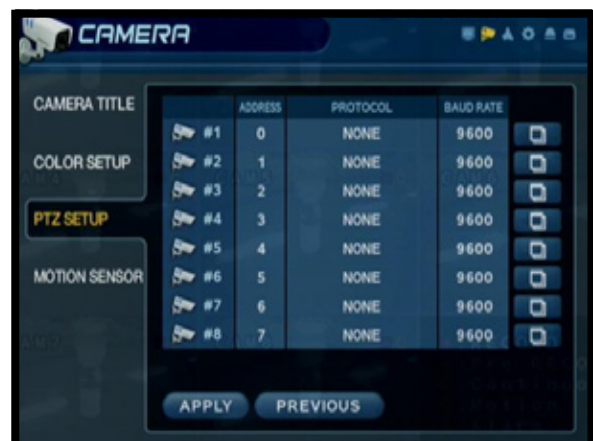 CAMERA
CAMERA TITLE
COLOR SETUP
PTZ SETUP
MOTION SENSOR
ADDRESS PROTOCOL BAUD RATE
#1 0 NONE 9600
#2 1 NONE 9600
#3 2 NONE 9600
#4 3 NONE 9600
#5 4 NONE 9600
#6 5 NONE 9600
#7 6 NONE 9600
#8 7 NONE 9600
APPLY PREVIOUS